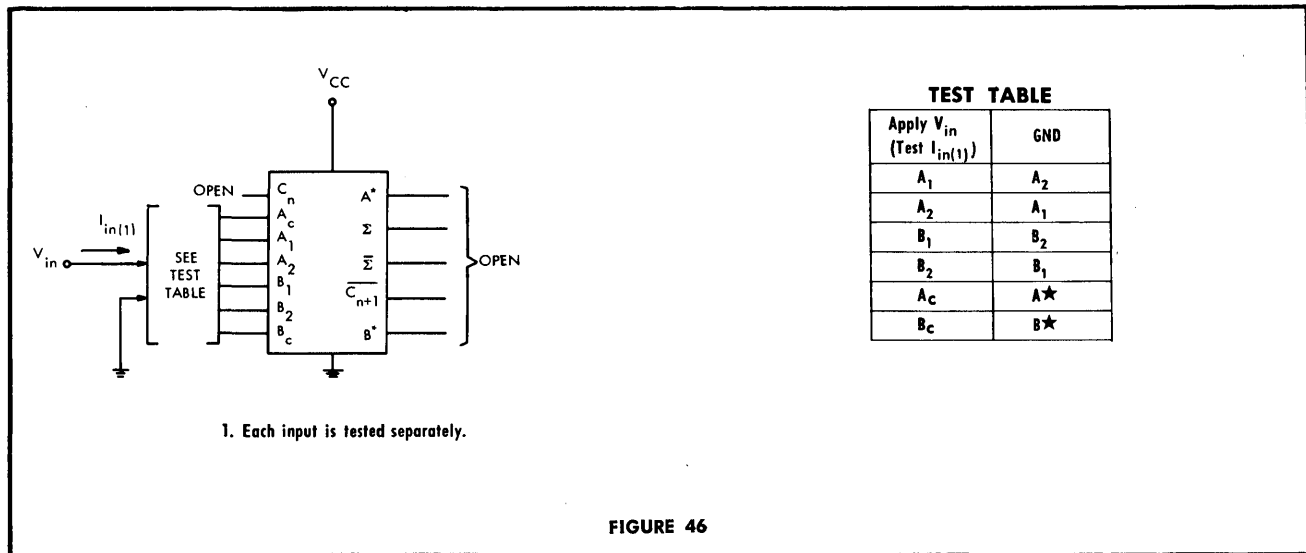 V_CC
OPEN
C_n
A*
A_c
I_in(1)
A_1
Σ
V_in
SEE
TEST
TABLE
A_2
Σ̅
OPEN
B_1
C̅_n+1
B_2
B_c
B*
1. Each input is tested separately.
TEST TABLE
Apply V_in
(Test I_in(1))
GND
A_1 A_2
A_2 A_1
B_1 B_2
B_2 B_1
A_c A★
B_c B★
FIGURE 46